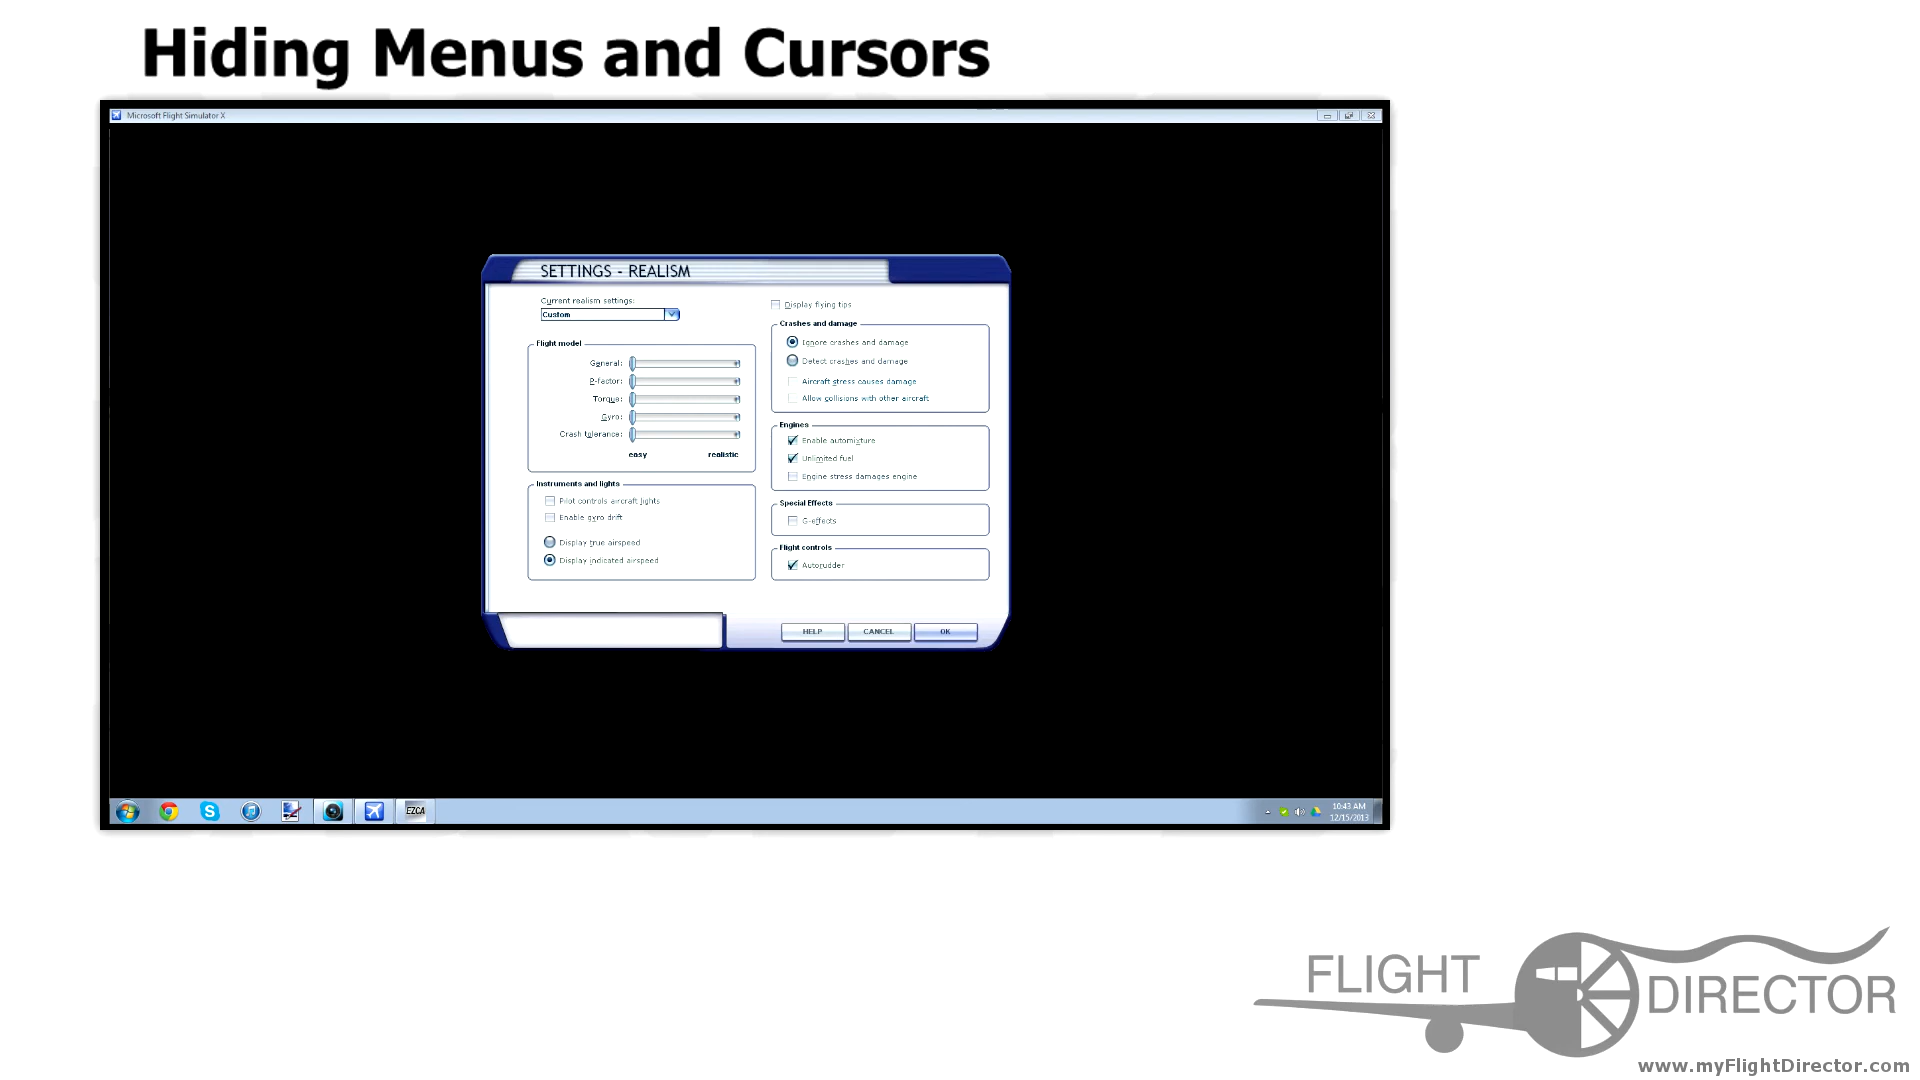 Hiding Menus and Cursors
Microsoft Flight Simulator X
SETTINGS - REALISM
Current realism settings:
Custom
Flight model
General:
P-factor:
Torque:
Gyro:
Crash tolerance:
easy realistic
Instruments and lights
Pilot controls aircraft lights
Enable gyro drift
Display true airspeed
Display indicated airspeed
Display flying tips
Crashes and damage
Ignore crashes and damage
Detect crashes and damage
Aircraft stress causes damage
Allow collisions with other aircraft
Engines
Enable automixture
Unlimited fuel
Engine stress damages engine
Special Effects
G-effects
Flight controls
Autorudder
HELP CANCEL OK
EZCA
10:43 AM
12/15/2013
FLIGHT
DIRECTOR
www.myFlightDirector.com